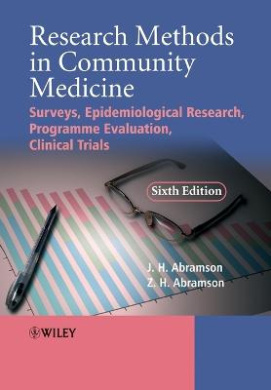 Research Methods
in Community
Medicine
Surveys, Epidemiological Research,
Programme Evaluation,
Clinical Trials
Sixth Edition
J. H. Abramson
Z. H. Abramson
WILEY